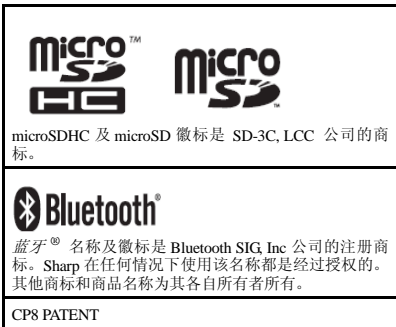 micro™ micro
SD SD™
HC
microSDHC 及 microSD 徽标是 SD-3C, LCC 公司的商
标。
Bluetooth®
蓝牙® 名称及徽标是 Bluetooth SIG, Inc 公司的注册商
标。Sharp 在任何情况下使用该名称都是经过授权的。
其他商标和商品名称为其各自所有者所有。
CP8 PATENT